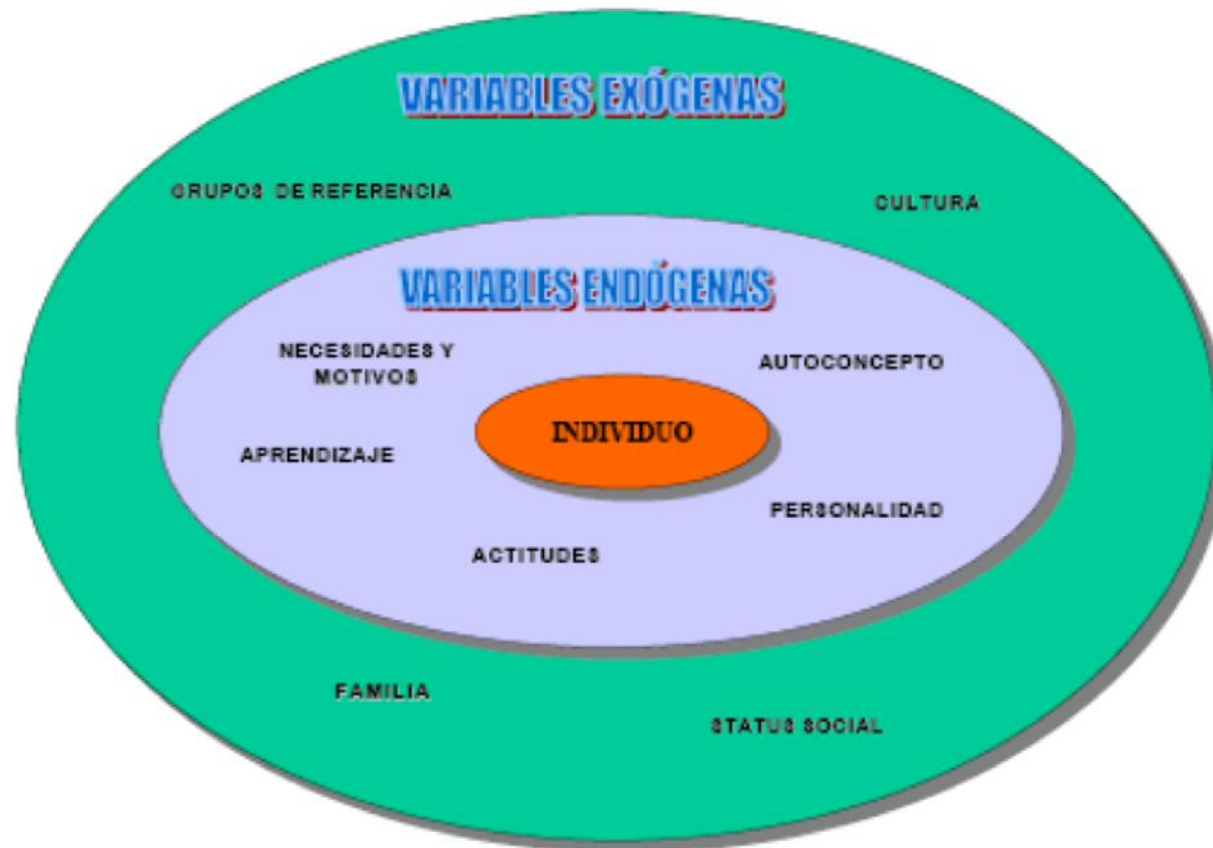 VARIABLES EXÓGENAS
GRUPOS DE REFERENCIA
CULTURA
VARIABLES ENDÓGENAS
NECESIDADES Y
MOTIVOS
AUTOCONCEPTO
INDIVIDUO
APRENDIZAJE
PERSONALIDAD
ACTITUDES
FAMILIA
STATUS SOCIAL